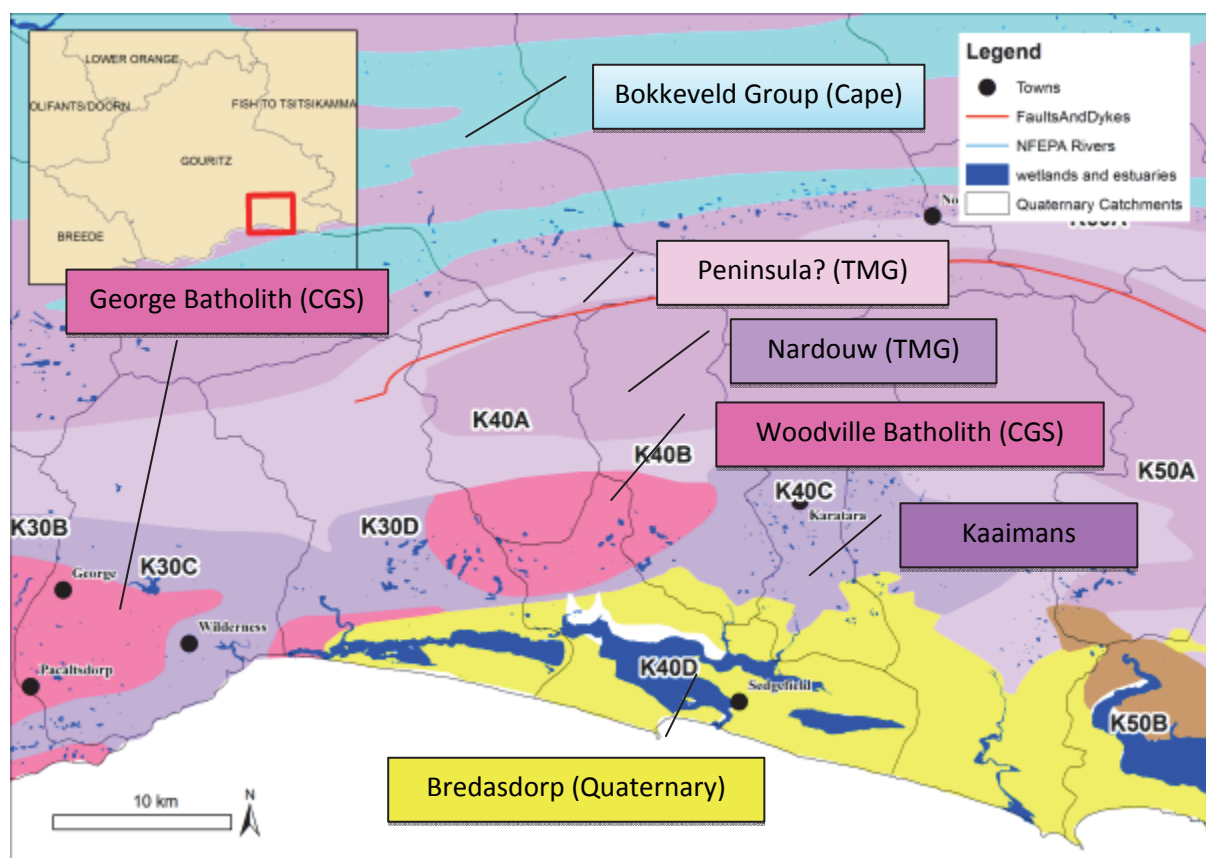 LOWER ORANGE
OLIFANTS/DOORN
FISH TO TSITSIKAMMA
GOURITZ
BREEDE
Bokkeveld Group (Cape)
Legend
Towns
FaultsAndDykes
NFEPA Rivers
wetlands and estuaries
Quaternary Catchments
No
Peninsula? (TMG)
George Batholith (CGS)
Nardouw (TMG)
K40A
Woodville Batholith (CGS)
K40B
K50A
K40C
Karatara
K30B
K30D
Kaaimans
K30C
George
Wilderness
Pacaltsdorp
K40D
Sedgefield
K50B
Bredasdorp (Quaternary)
10 km
N